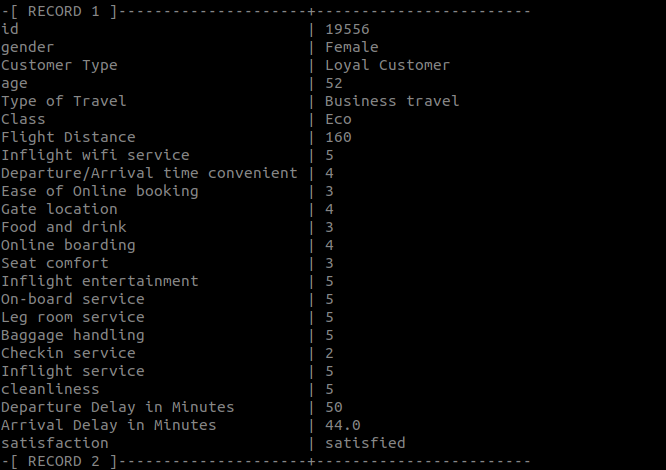 -[ RECORD 1 ]---------------------+------------------------
id                                | 19556
gender                            | Female
Customer Type                     | Loyal Customer
age                               | 52
Type of Travel                    | Business travel
Class                             | Eco
Flight Distance                   | 160
Inflight wifi service             | 5
Departure/Arrival time convenient | 4
Ease of Online booking            | 3
Gate location                     | 4
Food and drink                    | 3
Online boarding                   | 4
Seat comfort                      | 3
Inflight entertainment            | 5
On-board service                  | 5
Leg room service                  | 5
Baggage handling                  | 5
Checkin service                   | 2
Inflight service                  | 5
cleanliness                       | 5
Departure Delay in Minutes        | 50
Arrival Delay in Minutes          | 44.0
satisfaction                      | satisfied
-[ RECORD 2 ]---------------------+------------------------